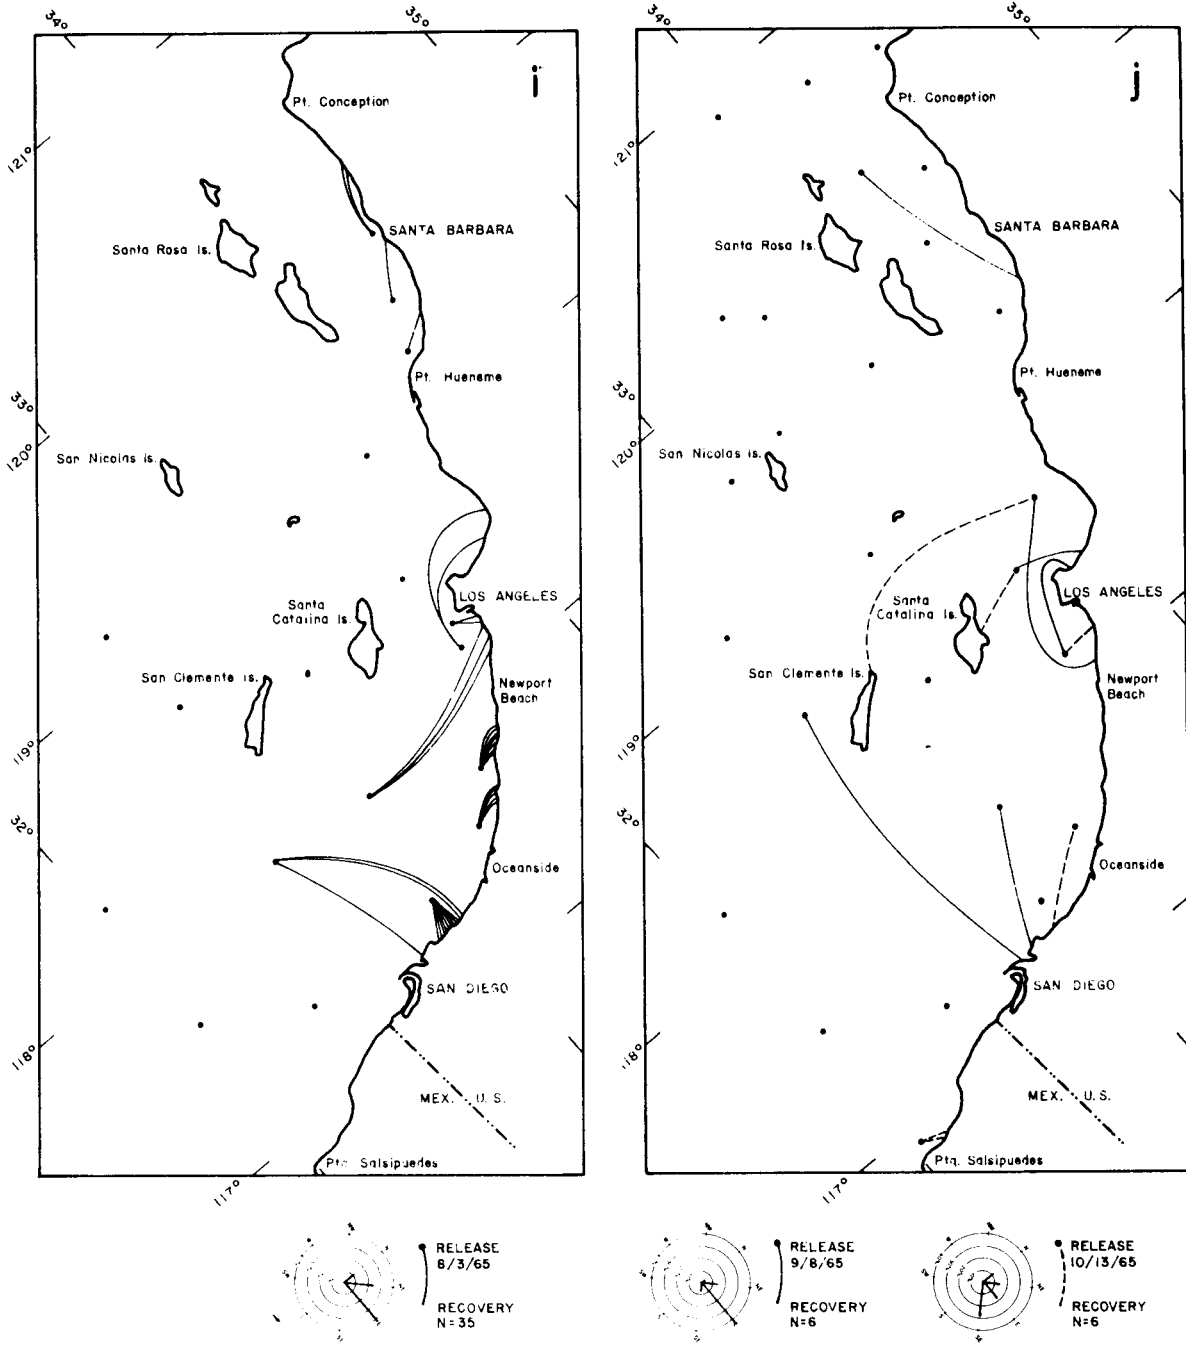 34°
35°
i
Pt. Conception
121°
SANTA BARBARA
Santa Rosa Is.
Pt. Hueneme
33°
120°
San Nicolas Is.
LOS ANGELES
Santa
Catalina Is.
San Clemente Is.
Newport
Beach
119°
32°
Oceanside
SAN DIEGO
118°
MEX. U.S.
Pta. Salsipuedes
117°
RELEASE
8/3/65
RECOVERY
N=35
34°
35°
j
Pt. Conception
121°
SANTA BARBARA
Santa Rosa Is.
Pt. Hueneme
33°
120°
San Nicolas Is.
LOS ANGELES
Santa
Catalina Is.
San Clemente Is.
Newport
Beach
119°
32°
Oceanside
SAN DIEGO
118°
MEX. U.S.
Pta. Salsipuedes
117°
RELEASE
9/8/65
RECOVERY
N=6
RELEASE
10/13/65
RECOVERY
N=6